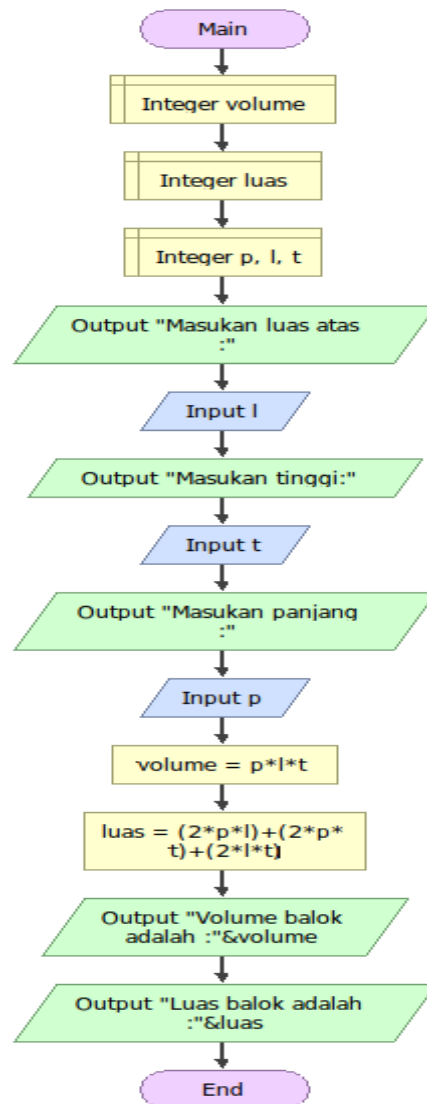 Main
Integer volume
Integer luas
Integer p, l, t
Output "Masukan luas atas
:"
Input l
Output "Masukan tinggi:"
Input t
Output "Masukan panjang
:"
Input p
volume = p*l*t
luas = (2*p*l)+(2*p*
t)+(2*l*t)
Output "Volume balok
adalah :"&volume
Output "Luas balok adalah
:"&luas
End